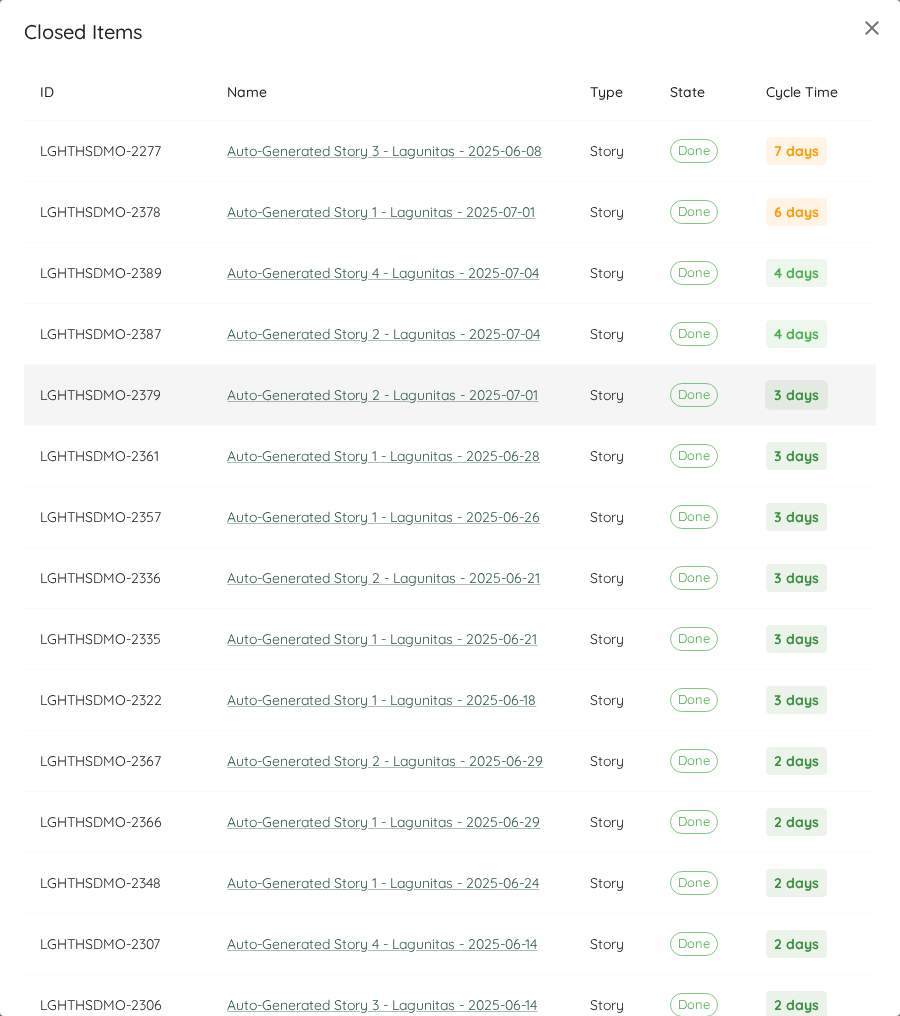 Closed Items
ID Name Type State Cycle Time
LGHTHSDMO-2277 Auto-Generated Story 3 - Lagunitas - 2025-06-08 Story Done 7 days
LGHTHSDMO-2378 Auto-Generated Story 1 - Lagunitas - 2025-07-01 Story Done 6 days
LGHTHSDMO-2389 Auto-Generated Story 4 - Lagunitas - 2025-07-04 Story Done 4 days
LGHTHSDMO-2387 Auto-Generated Story 2 - Lagunitas - 2025-07-04 Story Done 4 days
LGHTHSDMO-2379 Auto-Generated Story 2 - Lagunitas - 2025-07-01 Story Done 3 days
LGHTHSDMO-2361 Auto-Generated Story 1 - Lagunitas - 2025-06-28 Story Done 3 days
LGHTHSDMO-2357 Auto-Generated Story 1 - Lagunitas - 2025-06-26 Story Done 3 days
LGHTHSDMO-2336 Auto-Generated Story 2 - Lagunitas - 2025-06-21 Story Done 3 days
LGHTHSDMO-2335 Auto-Generated Story 1 - Lagunitas - 2025-06-21 Story Done 3 days
LGHTHSDMO-2322 Auto-Generated Story 1 - Lagunitas - 2025-06-18 Story Done 3 days
LGHTHSDMO-2367 Auto-Generated Story 2 - Lagunitas - 2025-06-29 Story Done 2 days
LGHTHSDMO-2366 Auto-Generated Story 1 - Lagunitas - 2025-06-29 Story Done 2 days
LGHTHSDMO-2348 Auto-Generated Story 1 - Lagunitas - 2025-06-24 Story Done 2 days
LGHTHSDMO-2307 Auto-Generated Story 4 - Lagunitas - 2025-06-14 Story Done 2 days
LGHTHSDMO-2306 Auto-Generated Story 3 - Lagunitas - 2025-06-14 Story Done 2 days